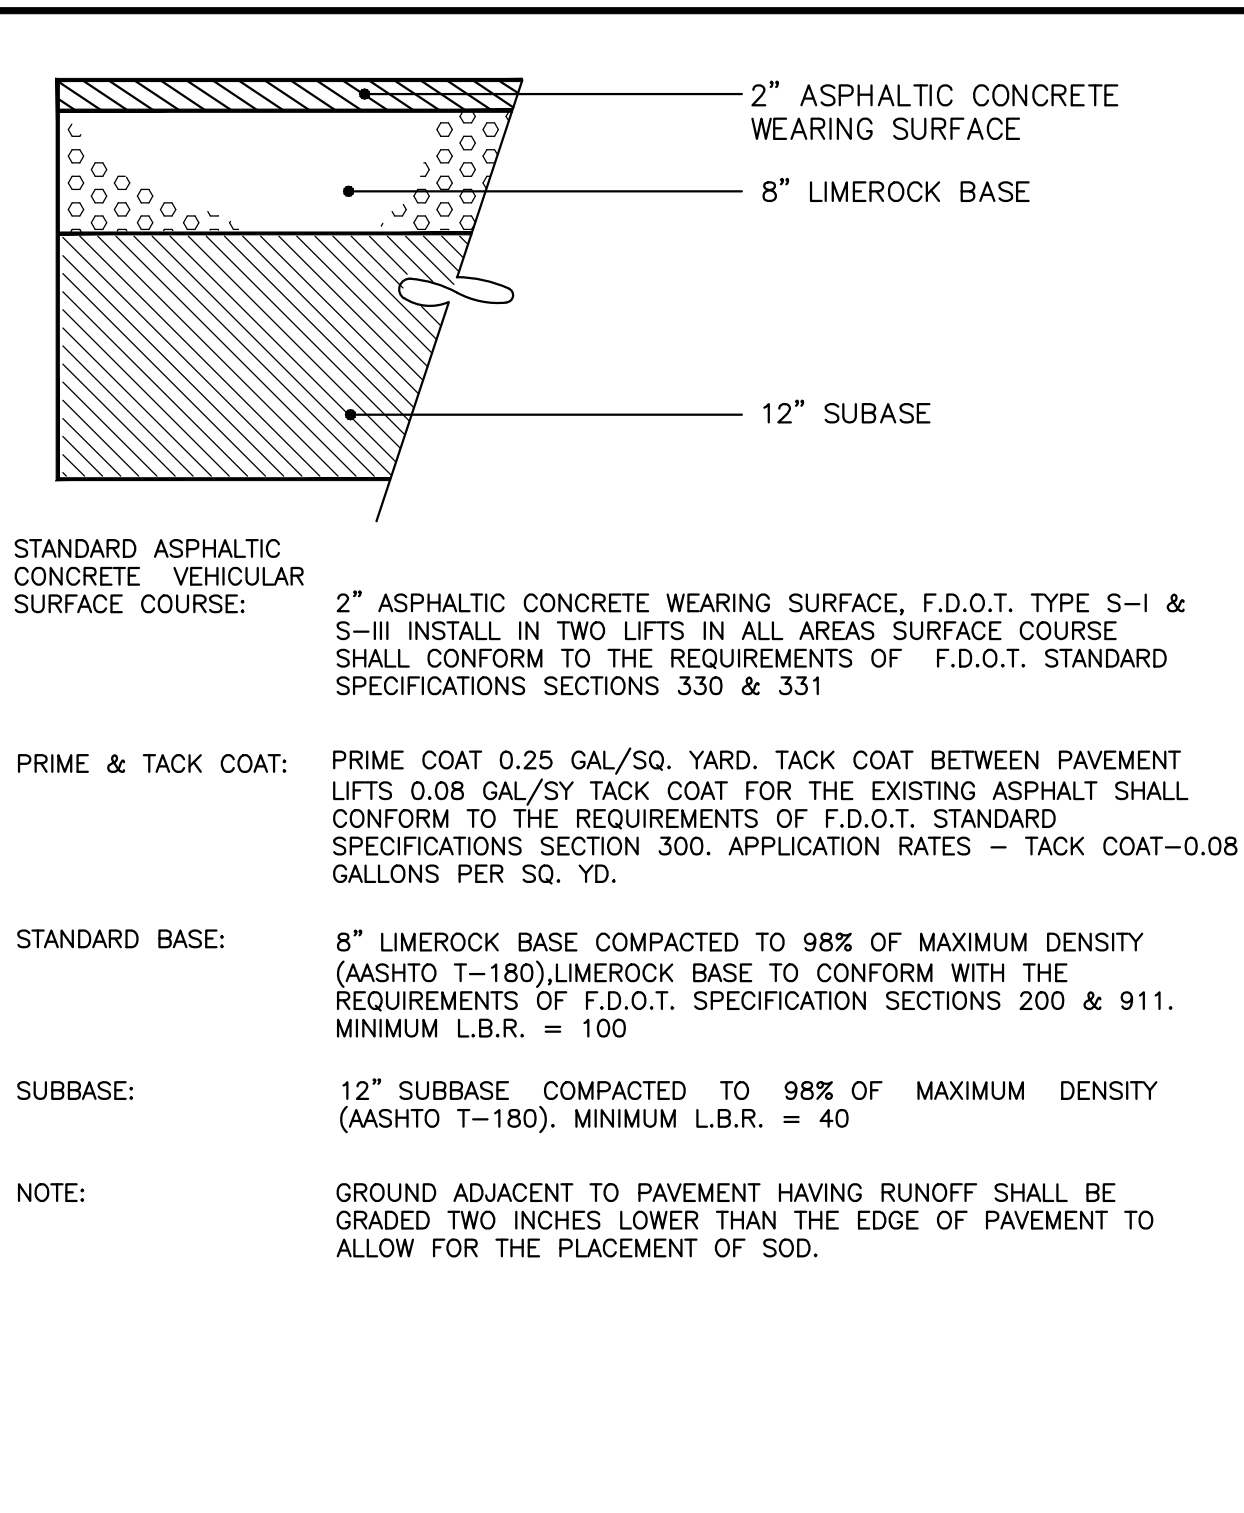 2” ASPHALTIC CONCRETE
WEARING SURFACE
8” LIMEROCK BASE
12” SUBASE
STANDARD ASPHALTIC
CONCRETE VEHICULAR
SURFACE COURSE:
2” ASPHALTIC CONCRETE WEARING SURFACE, F.D.O.T. TYPE S–I &
S–III INSTALL IN TWO LIFTS IN ALL AREAS SURFACE COURSE
SHALL CONFORM TO THE REQUIREMENTS OF F.D.O.T. STANDARD
SPECIFICATIONS SECTIONS 330 & 331
PRIME & TACK COAT:
PRIME COAT 0.25 GAL/SQ. YARD. TACK COAT BETWEEN PAVEMENT
LIFTS 0.08 GAL/SY TACK COAT FOR THE EXISTING ASPHALT SHALL
CONFORM TO THE REQUIREMENTS OF F.D.O.T. STANDARD
SPECIFICATIONS SECTION 300. APPLICATION RATES – TACK COAT–0.08
GALLONS PER SQ. YD.
STANDARD BASE:
8” LIMEROCK BASE COMPACTED TO 98% OF MAXIMUM DENSITY
(AASHTO T–180),LIMEROCK BASE TO CONFORM WITH THE
REQUIREMENTS OF F.D.O.T. SPECIFICATION SECTIONS 200 & 911.
MINIMUM L.B.R. = 100
SUBBASE:
12” SUBBASE COMPACTED TO 98% OF MAXIMUM DENSITY
(AASHTO T–180). MINIMUM L.B.R. = 40
NOTE:
GROUND ADJACENT TO PAVEMENT HAVING RUNOFF SHALL BE
GRADED TWO INCHES LOWER THAN THE EDGE OF PAVEMENT TO
ALLOW FOR THE PLACEMENT OF SOD.